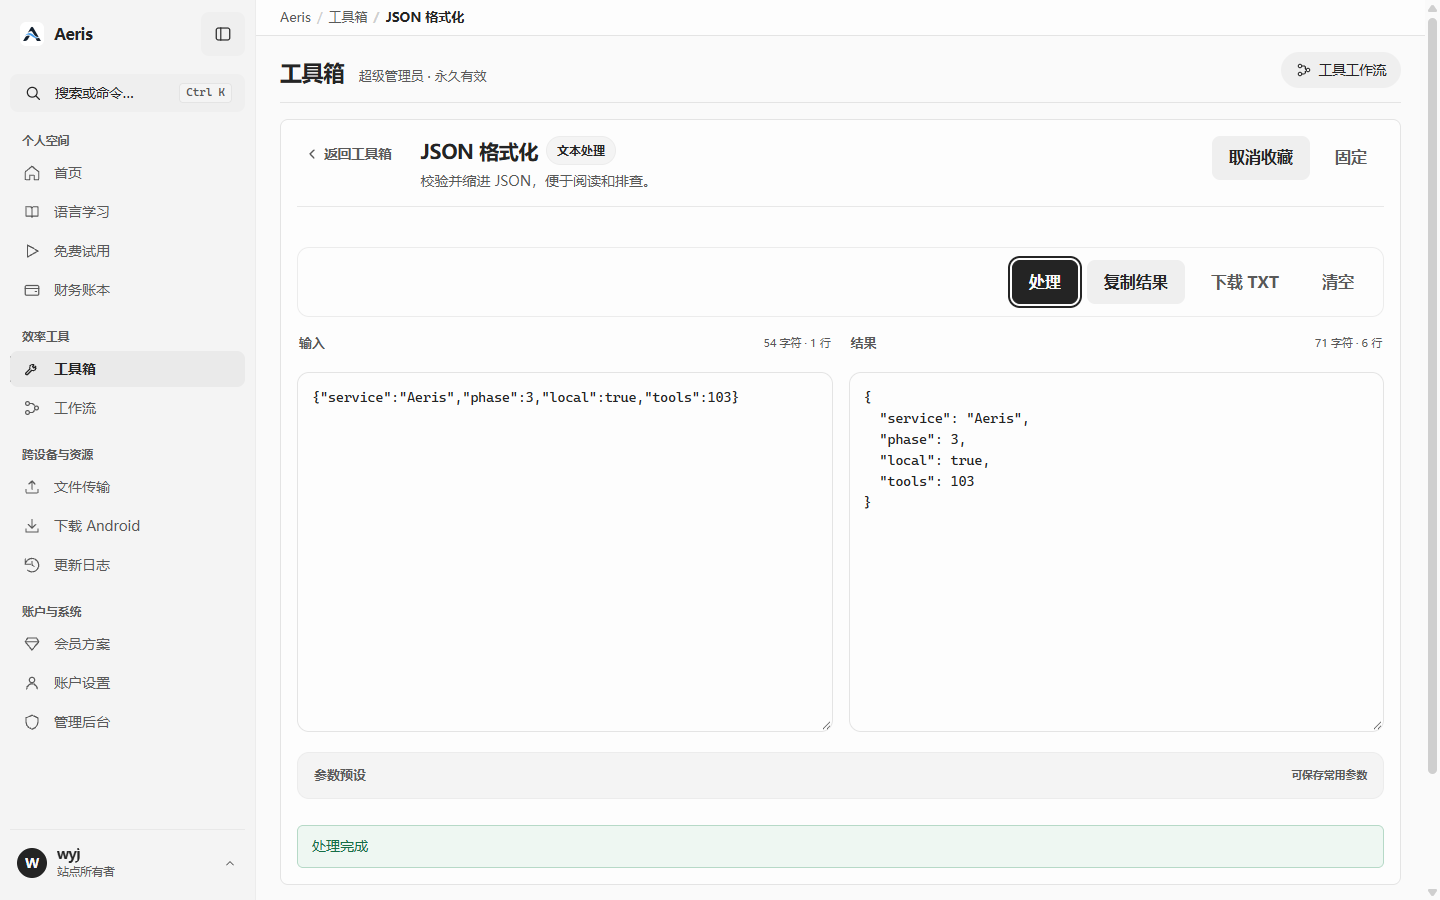 Aeris
搜索或命令... Ctrl K
个人空间
首页
语言学习
免费试用
财务账本
效率工具
工具箱
工作流
跨设备与资源
文件传输
下载 Android
更新日志
账户与系统
会员方案
账户设置
管理后台
W
wyj
站点所有者
Aeris / 工具箱 / JSON 格式化
工具箱 超级管理员 · 永久有效
工具工作流
返回工具箱
JSON 格式化 文本处理
校验并缩进 JSON，便于阅读和排查。
取消收藏 固定
处理 复制结果 下载 TXT 清空
输入 54 字符 · 1 行
{"service":"Aeris","phase":3,"local":true,"tools":103}
结果 71 字符 · 6 行
{
  "service": "Aeris",
  "phase": 3,
  "local": true,
  "tools": 103
}
参数预设 可保存常用参数
处理完成